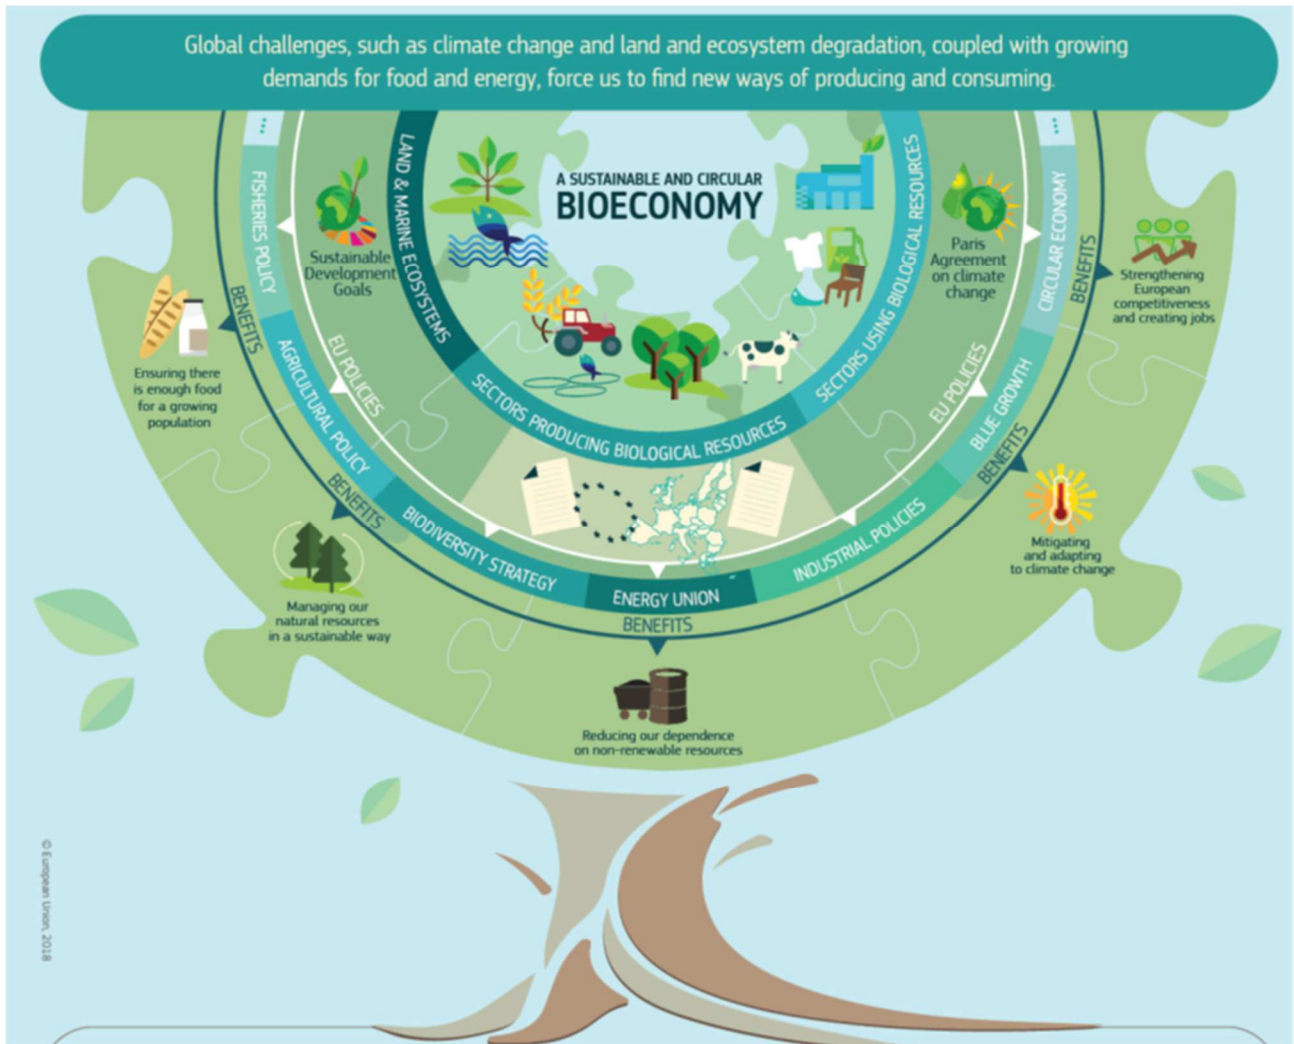 Global challenges, such as climate change and land and ecosystem degradation, coupled with growing
demands for food and energy, force us to find new ways of producing and consuming.
A SUSTAINABLE AND CIRCULAR
BIOECONOMY
LAND & MARINE ECOSYSTEMS
SECTORS PRODUCING BIOLOGICAL RESOURCES
SECTORS USING BIOLOGICAL RESOURCES
Sustainable
Development
Goals
Paris
Agreement
on climate
change
EU POLICIES
EU POLICIES
...
FISHERIES POLICY
AGRICULTURAL POLICY
BIODIVERSITY STRATEGY
ENERGY UNION
INDUSTRIAL POLICIES
BLUE GROWTH
CIRCULAR ECONOMY
...
BENEFITS
Ensuring there
is enough food
for a growing
population
BENEFITS
Managing our
natural resources
in a sustainable way
BENEFITS
Reducing our dependence
on non-renewable resources
BENEFITS
Mitigating
and adapting
to climate change
BENEFITS
Strengthening
European
competitiveness
and creating jobs
© European Union, 2018